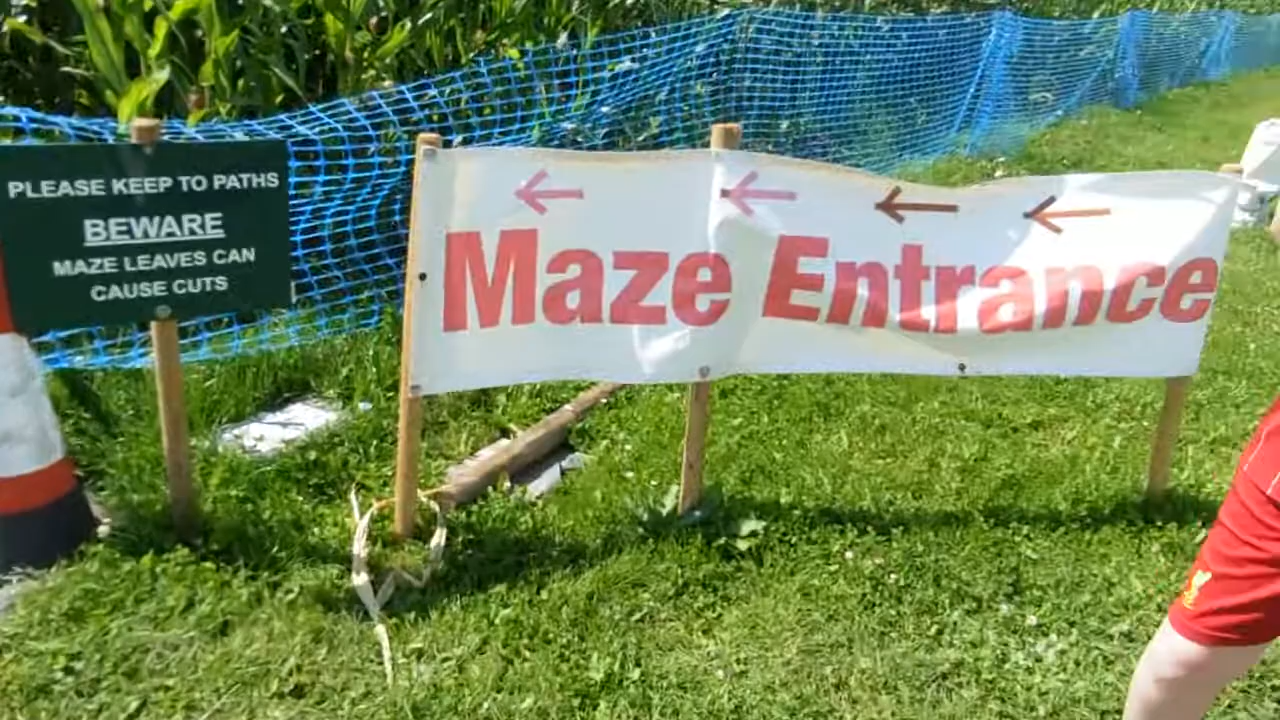 PLEASE KEEP TO PATHS
BEWARE
MAZE LEAVES CAN
CAUSE CUTS
Maze Entrance